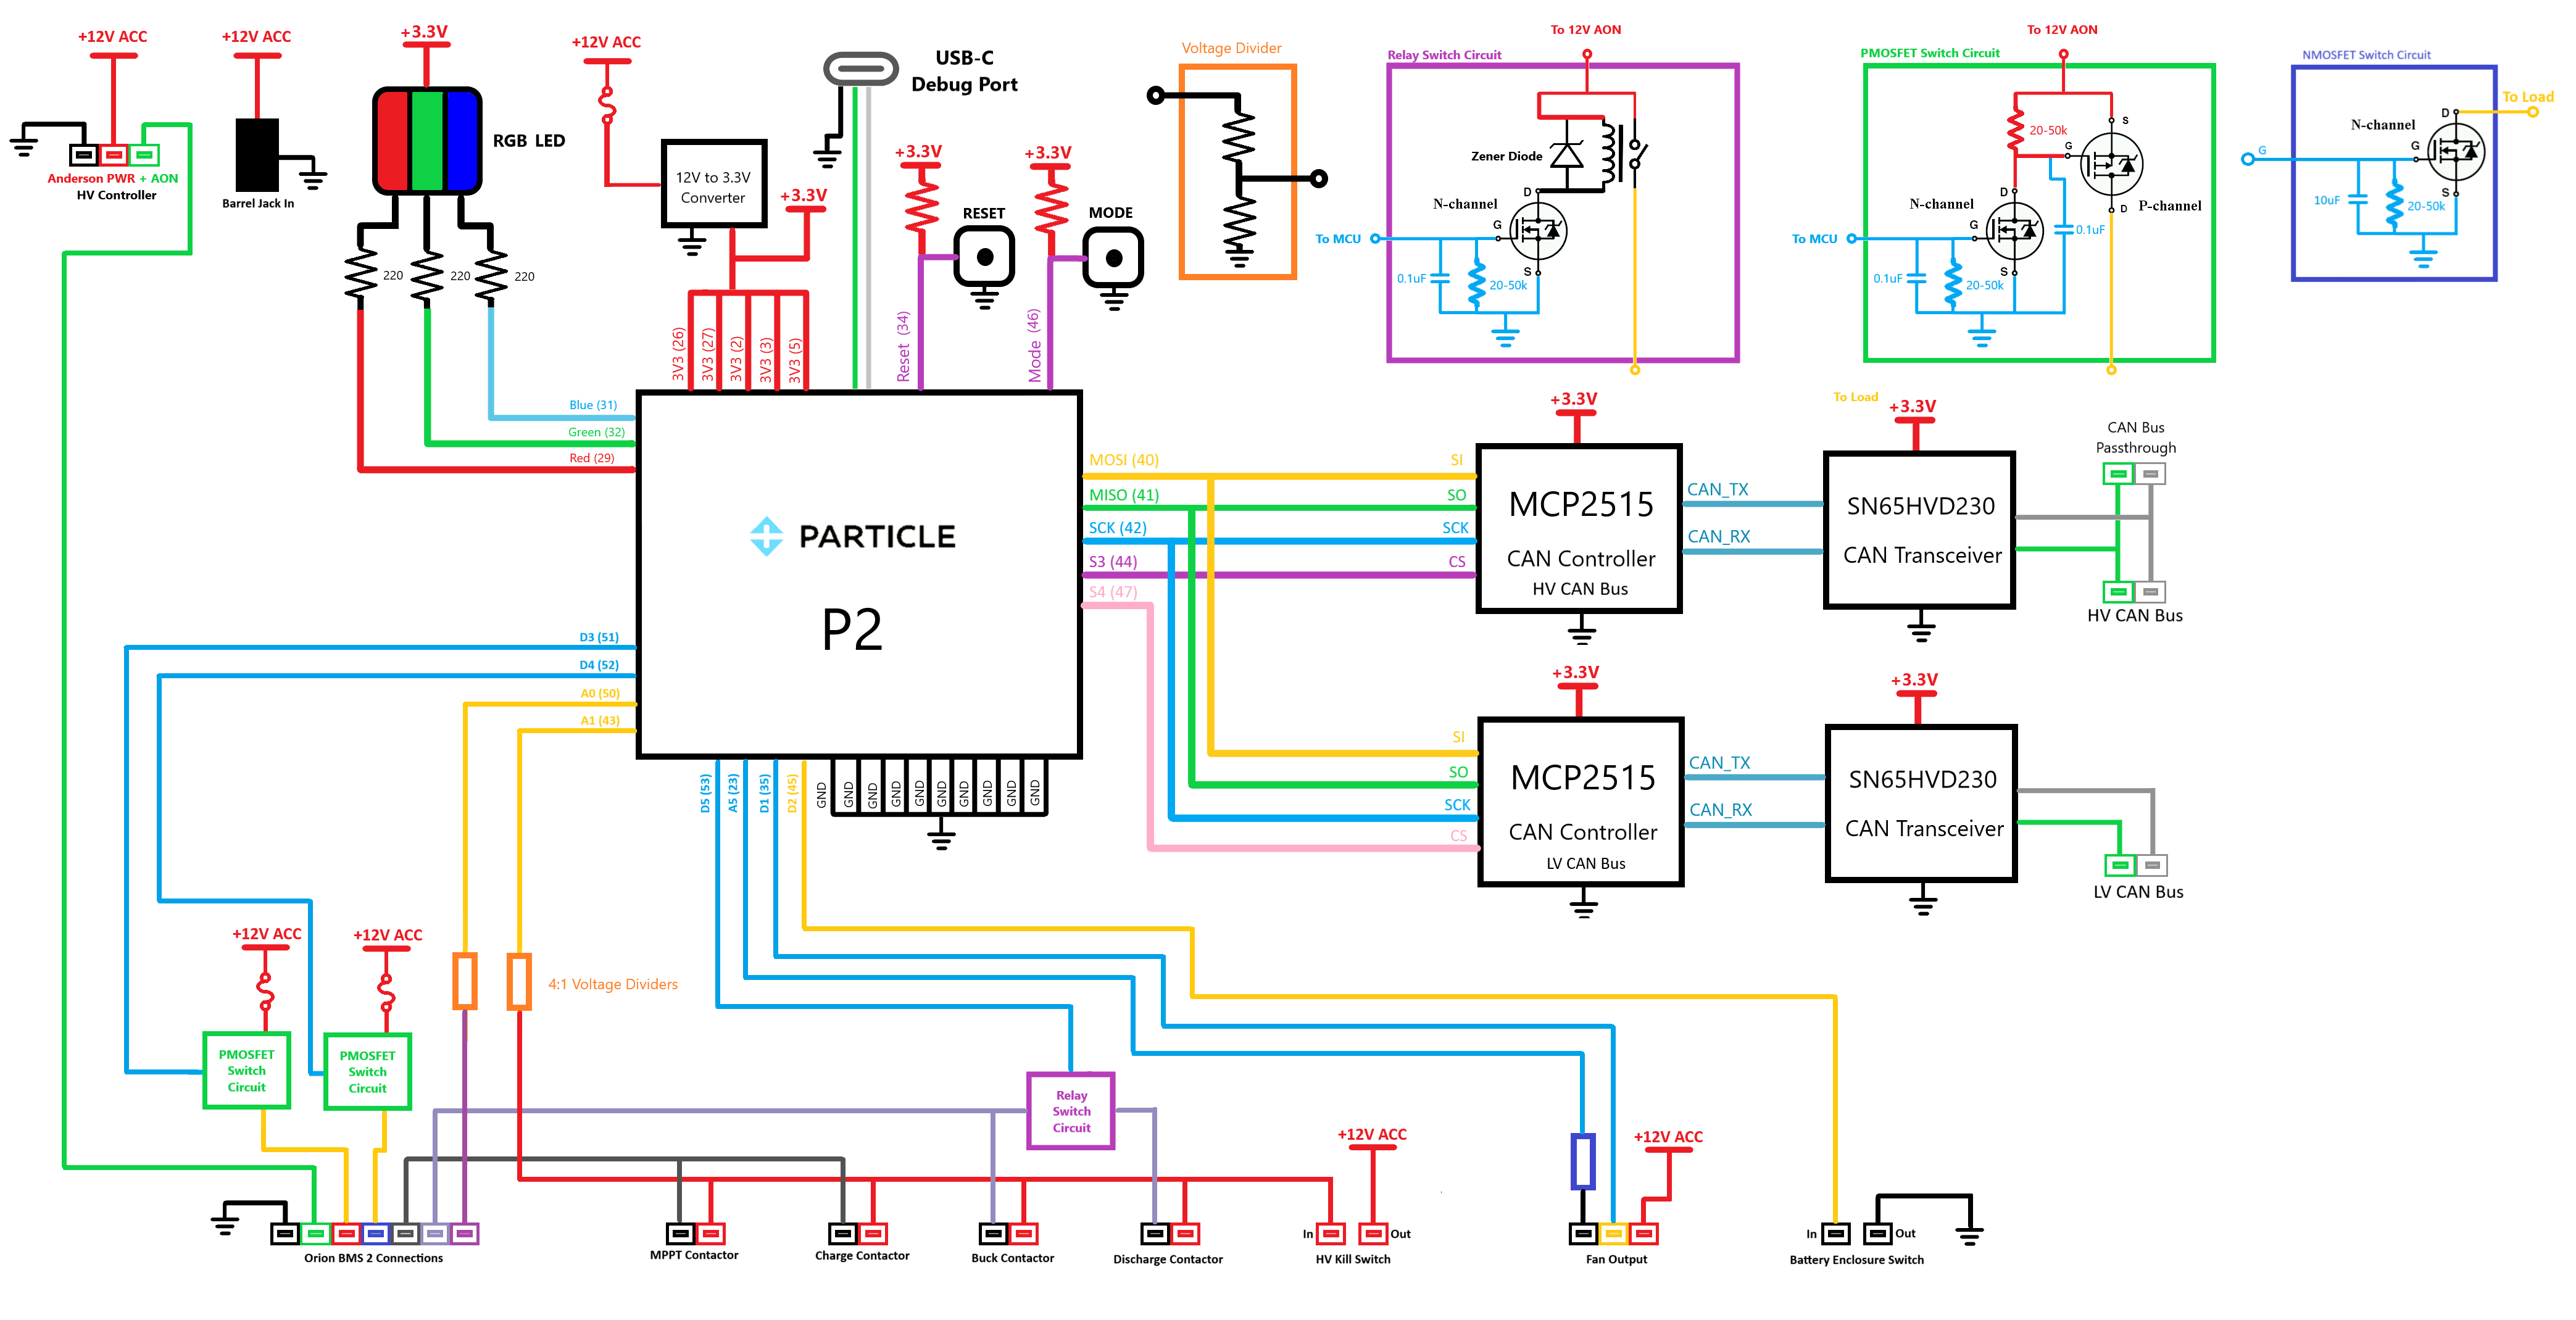 +12V ACC
Anderson PWR + AON
HV Controller
+12V ACC
Barrel Jack In
+3.3V
RGB LED
220
220
220
+12V ACC
12V to 3.3V
Converter
+3.3V
USB-C
Debug Port
+3.3V
RESET
+3.3V
MODE
Voltage Divider
Relay Switch Circuit
To 12V AON
Zener Diode
N-channel
D
G
S
To MCU
0.1uF
20-50k
PMOSFET Switch Circuit
To 12V AON
20-50k
S
G
D
P-channel
N-channel
D
G
S
To MCU
0.1uF
0.1uF
20-50k
To Load
NMOSFET Switch Circuit
To Load
N-channel
D
G
S
G
10uF
20-50k
3V3 (26)
3V3 (27)
3V3 (2)
3V3 (3)
3V3 (5)
Reset (34)
Mode (46)
Blue (31)
Green (32)
Red (29)
PARTICLE
P2
D3 (51)
D4 (52)
A0 (50)
A1 (43)
D5 (53)
A5 (23)
D1 (35)
D2 (45)
GND
GND
GND
GND
GND
GND
GND
GND
GND
GND
MOSI (40)
MISO (41)
SCK (42)
S3 (44)
S4 (47)
SI
SO
SCK
CS
+3.3V
MCP2515
CAN Controller
HV CAN Bus
CAN_TX
CAN_RX
+3.3V
SN65HVD230
CAN Transceiver
CAN Bus
Passthrough
HV CAN Bus
SI
SO
SCK
CS
+3.3V
MCP2515
CAN Controller
LV CAN Bus
CAN_TX
CAN_RX
+3.3V
SN65HVD230
CAN Transceiver
LV CAN Bus
+12V ACC
PMOSFET
Switch
Circuit
+12V ACC
PMOSFET
Switch
Circuit
4:1 Voltage Dividers
Relay
Switch
Circuit
Orion BMS 2 Connections
MPPT Contactor
Charge Contactor
Buck Contactor
Discharge Contactor
+12V ACC
In
Out
HV Kill Switch
+12V ACC
Fan Output
In
Out
Battery Enclosure Switch